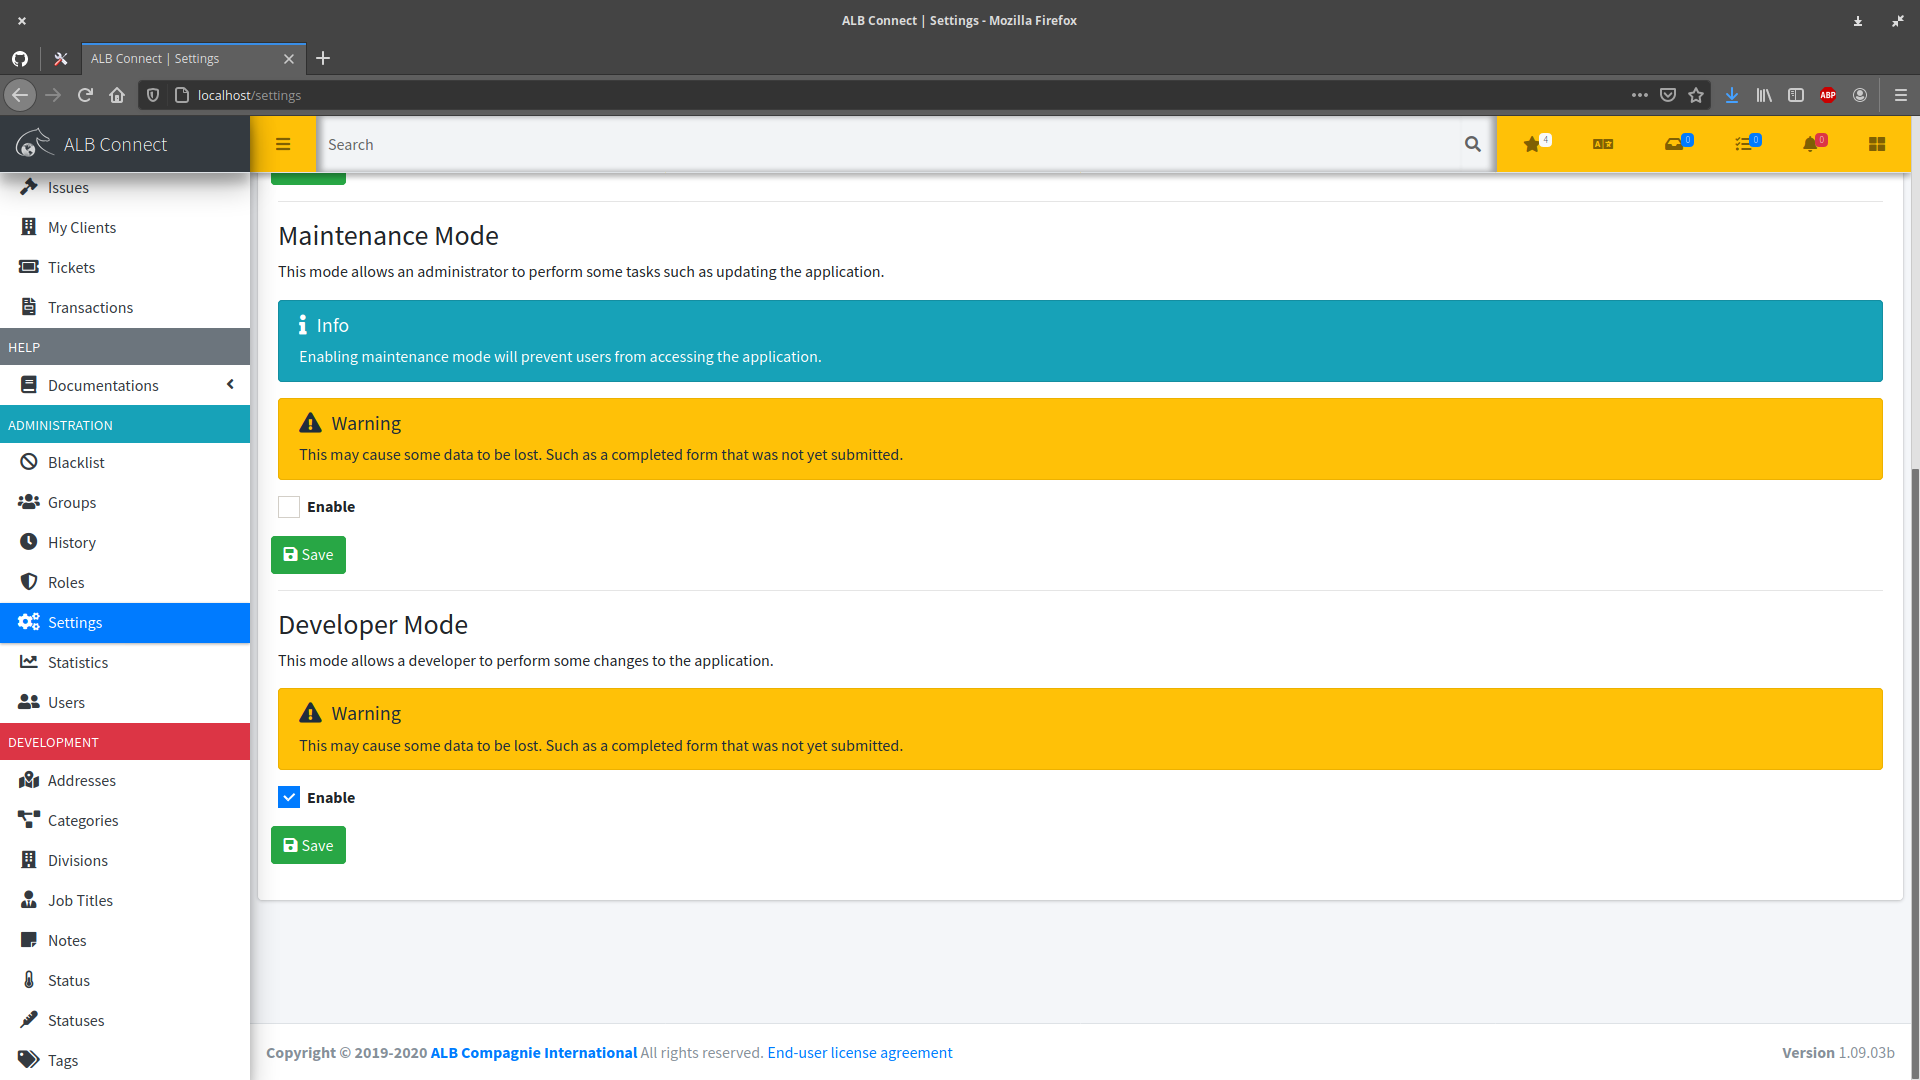 ALB Connect | Settings - Mozilla Firefox
ALB Connect | Settings
localhost/settings
ABP
ALB Connect
Search
4
0
0
0
Issues
My Clients
Tickets
Transactions
HELP
Documentations
ADMINISTRATION
Blacklist
Groups
History
Roles
Settings
Statistics
Users
DEVELOPMENT
Addresses
Categories
Divisions
Job Titles
Notes
Status
Statuses
Tags
Maintenance Mode
This mode allows an administrator to perform some tasks such as updating the application.
Info
Enabling maintenance mode will prevent users from accessing the application.
Warning
This may cause some data to be lost. Such as a completed form that was not yet submitted.
Enable
Save
Developer Mode
This mode allows a developer to perform some changes to the application.
Warning
This may cause some data to be lost. Such as a completed form that was not yet submitted.
Enable
Save
Copyright © 2019-2020 ALB Compagnie International All rights reserved. End-user license agreement
Version 1.09.03b